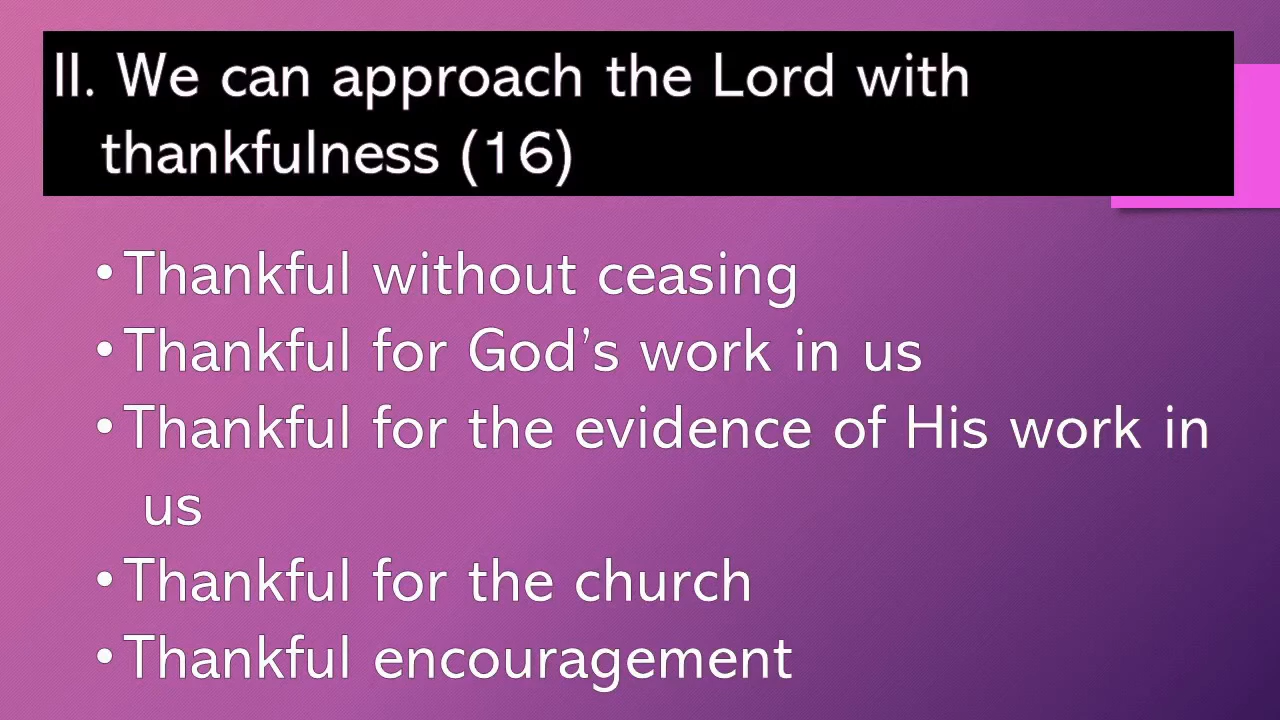 II. We can approach the Lord with
thankfulness (16)
•Thankful without ceasing
•Thankful for God’s work in us
•Thankful for the evidence of His work in
us
•Thankful for the church
•Thankful encouragement